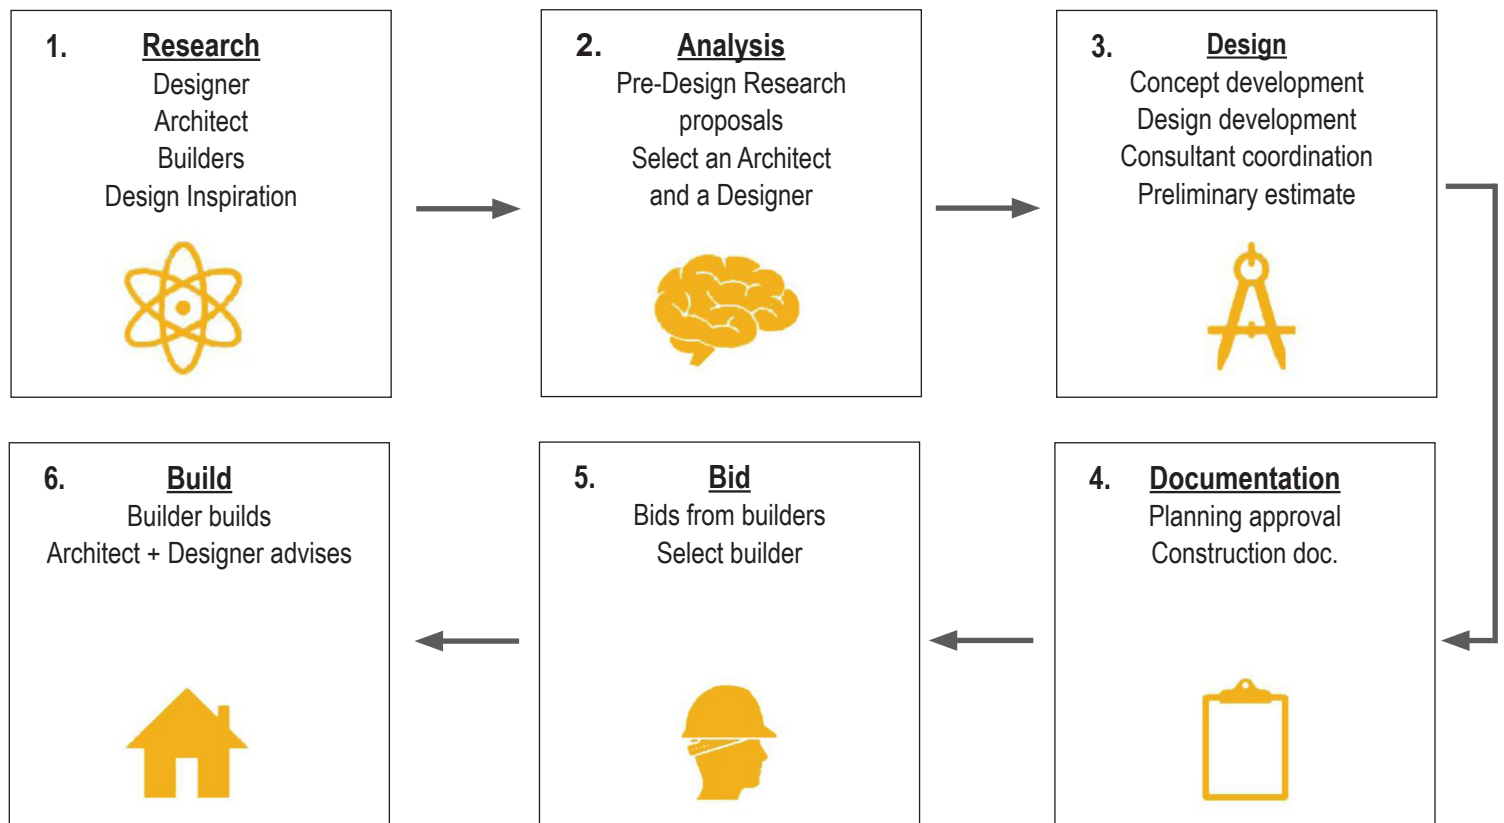 1. Research
Designer
Architect
Builders
Design Inspiration
2. Analysis
Pre-Design Research
proposals
Select an Architect
and a Designer
3. Design
Concept development
Design development
Consultant coordination
Preliminary estimate
4. Documentation
Planning approval
Construction doc.
5. Bid
Bids from builders
Select builder
6. Build
Builder builds
Architect + Designer advises